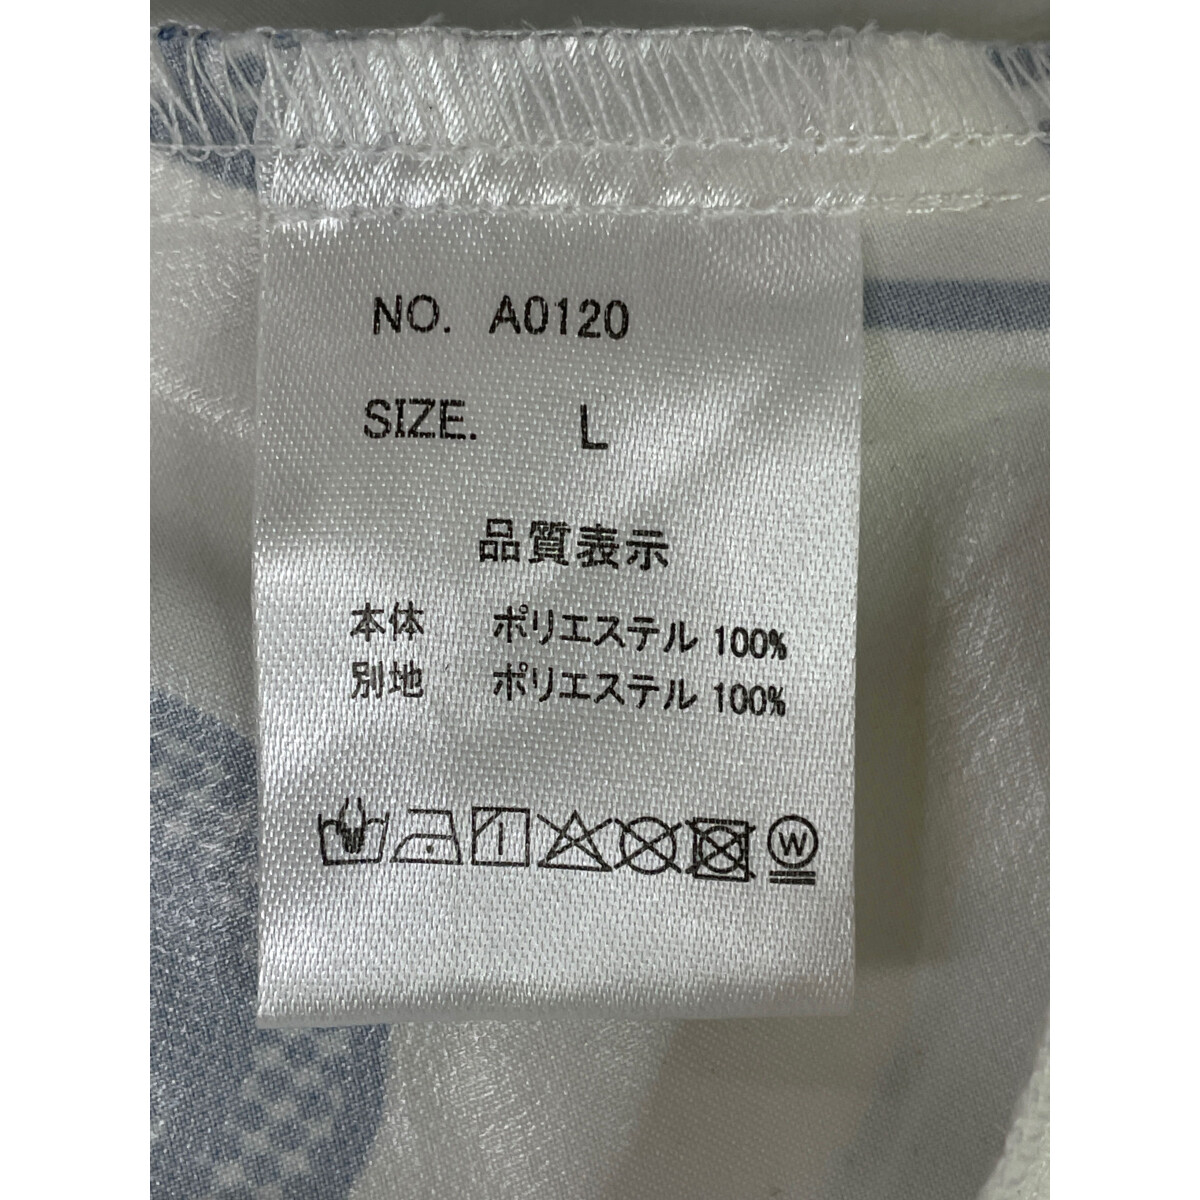 NO. A0120
SIZE. L
品質表示
本体 ポリエステル 100%
別地 ポリエステル 100%
W